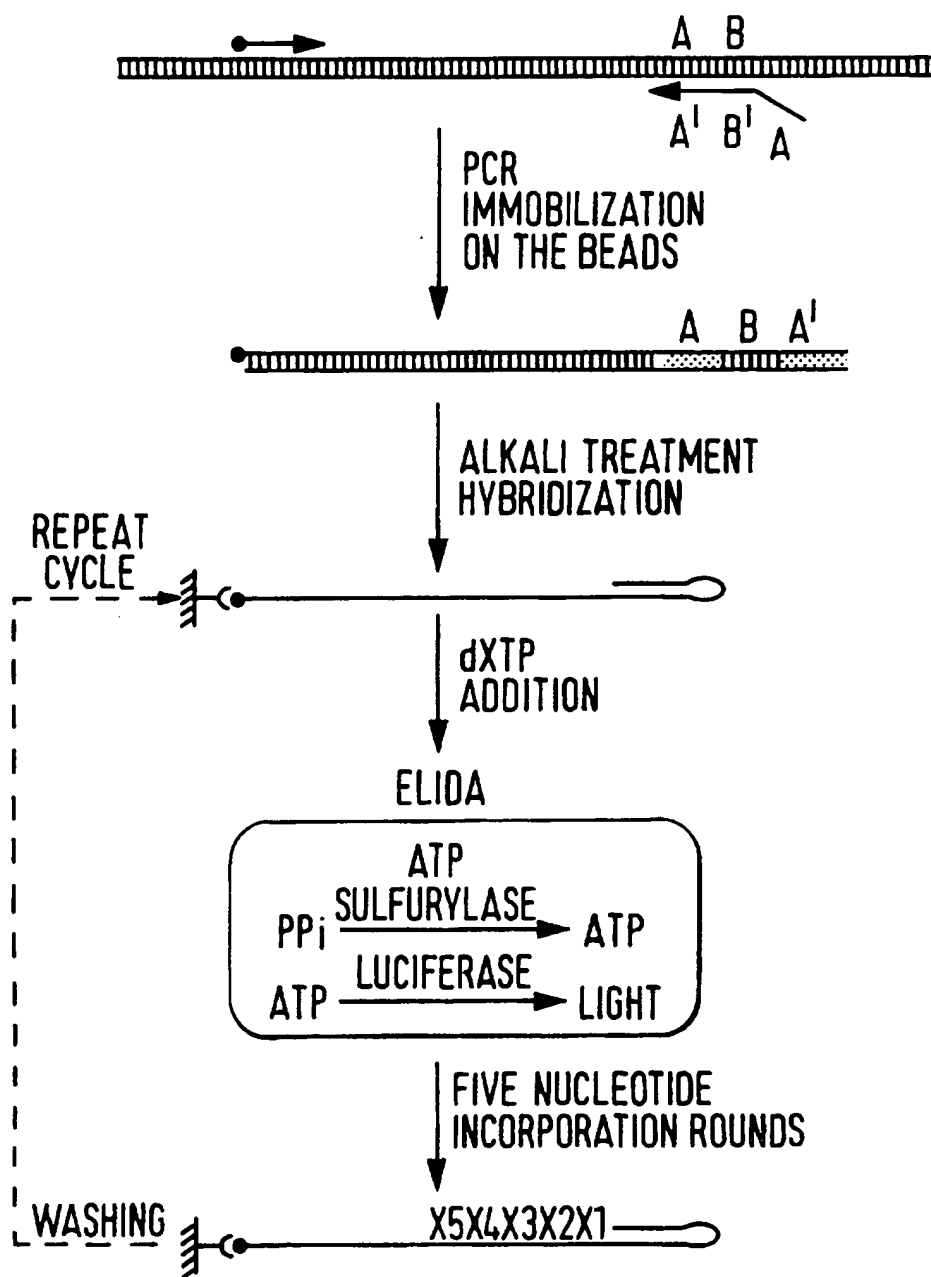 A B
A' B' A
PCR
IMMOBILIZATION
ON THE BEADS
A B A'
ALKALI TREATMENT
HYBRIDIZATION
REPEAT
CYCLE
dXTP
ADDITION
ELIDA
ATP
SULFURYLASE
PPi ATP
LUCIFERASE
ATP LIGHT
FIVE NUCLEOTIDE
INCORPORATION ROUNDS
WASHING
X5X4X3X2X1